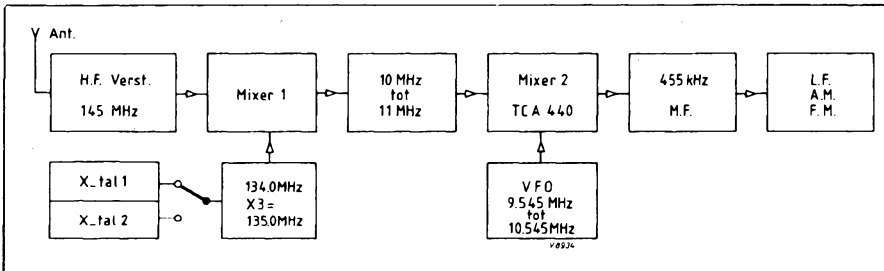 Ant.
H.F. Verst.
145 MHz
Mixer 1
10 MHz
tot
11 MHz
Mixer 2
TCA 440
455 kHz
M.F.
L.F.
A.M.
F.M.
X_tal 1
X_tal 2
134.0MHz
X3=
135.0MHz
VFO
9.545 MHz
tot
10.545MHz
V8934